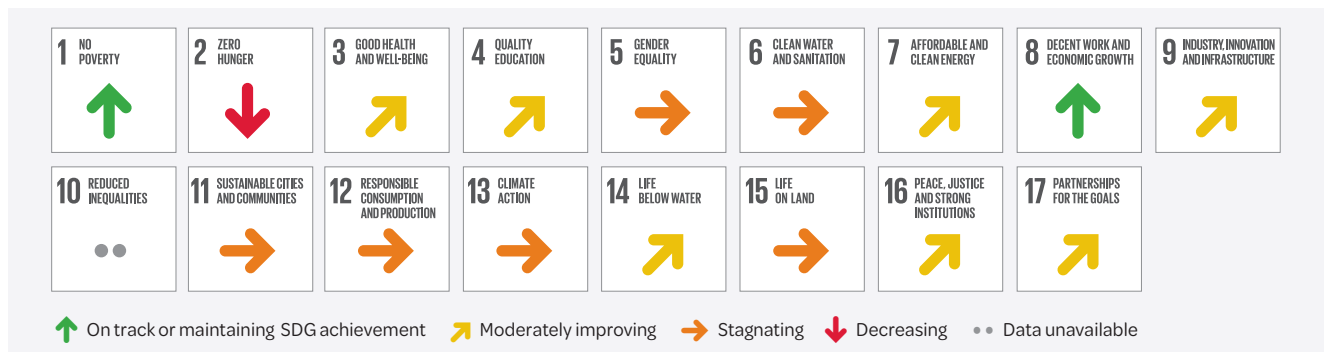 1 NO POVERTY
2 ZERO HUNGER
3 GOOD HEALTH AND WELL-BEING
4 QUALITY EDUCATION
5 GENDER EQUALITY
6 CLEAN WATER AND SANITATION
7 AFFORDABLE AND CLEAN ENERGY
8 DECENT WORK AND ECONOMIC GROWTH
9 INDUSTRY, INNOVATION AND INFRASTRUCTURE
10 REDUCED INEQUALITIES
11 SUSTAINABLE CITIES AND COMMUNITIES
12 RESPONSIBLE CONSUMPTION AND PRODUCTION
13 CLIMATE ACTION
14 LIFE BELOW WATER
15 LIFE ON LAND
16 PEACE, JUSTICE AND STRONG INSTITUTIONS
17 PARTNERSHIPS FOR THE GOALS
On track or maintaining SDG achievement
Moderately improving
Stagnating
Decreasing
Data unavailable